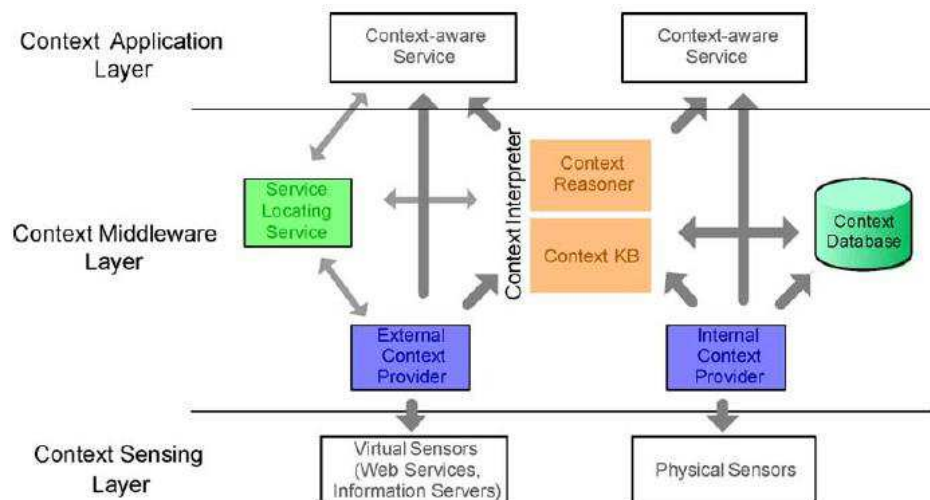 Context Application
Layer
Context-aware
Service
Context-aware
Service
Context Middleware
Layer
Service
Locating
Service
Context Interpreter
Context
Reasoner
Context KB
Context
Database
External
Context
Provider
Internal
Context
Provider
Context Sensing
Layer
Virtual Sensors
(Web Services,
Information Servers)
Physical Sensors